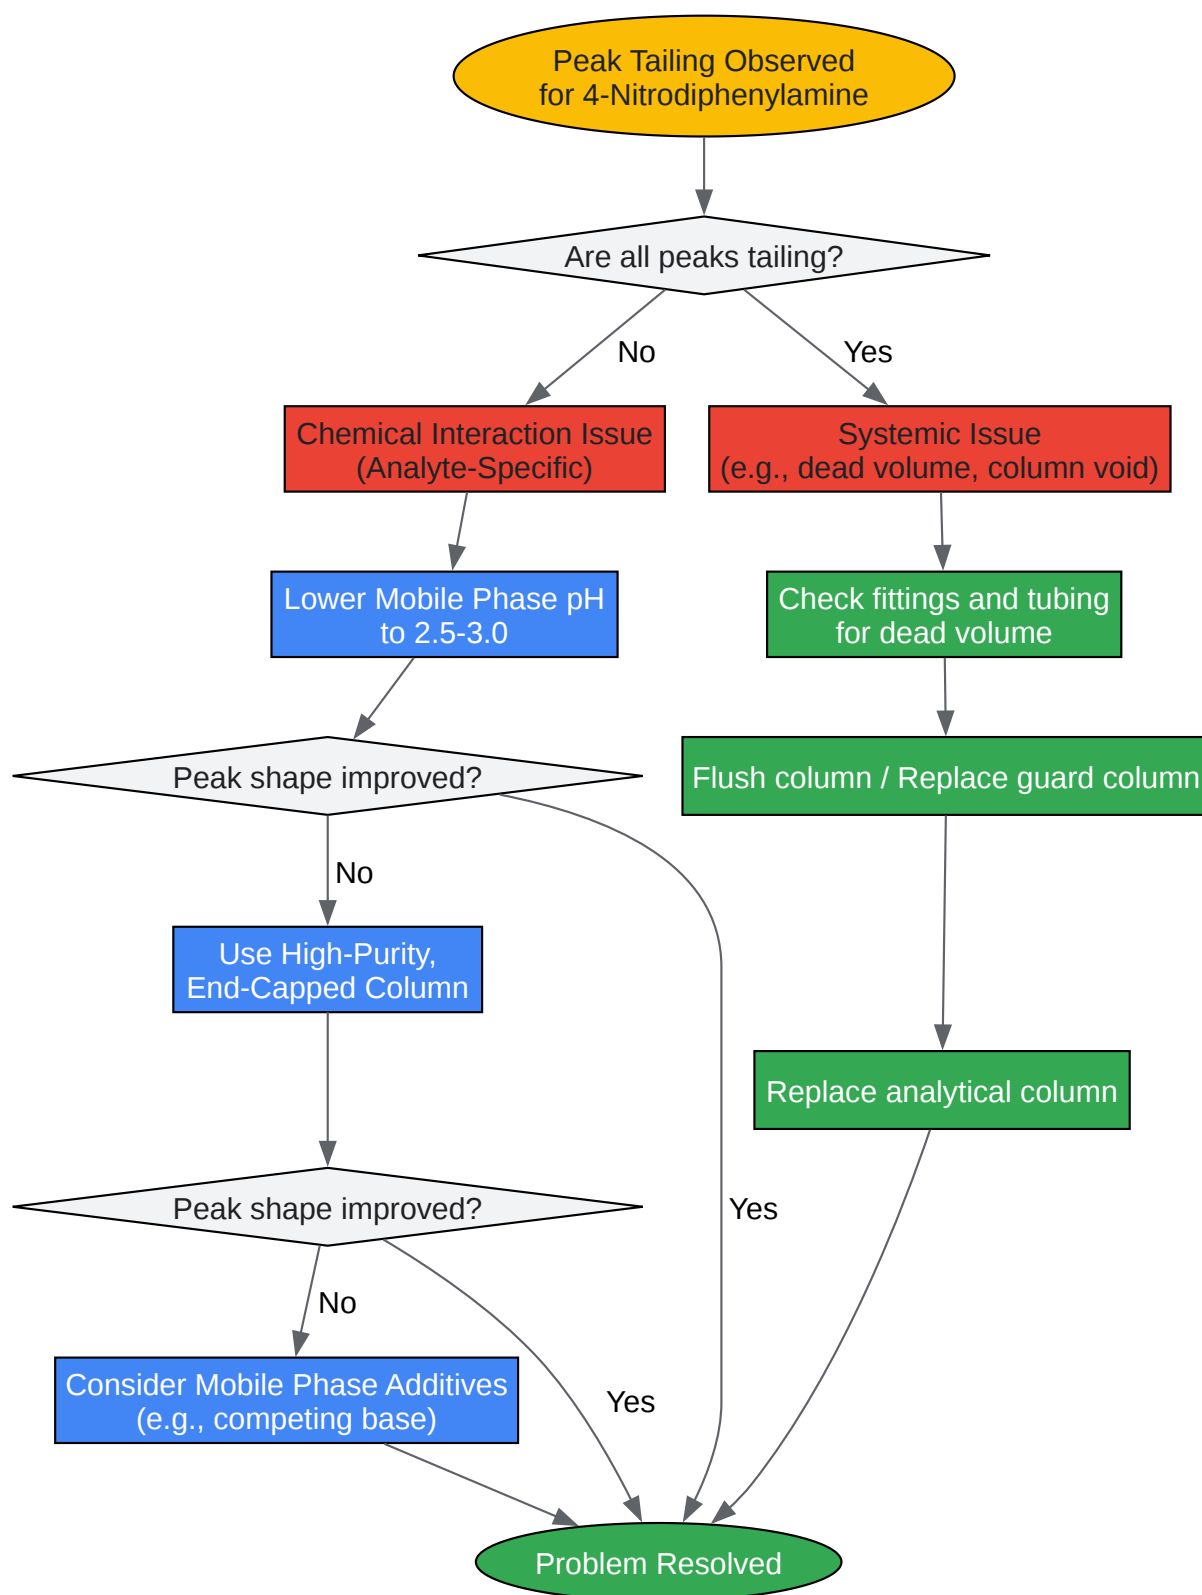 Peak Tailing Observed
for 4-Nitrodiphenylamine
Are all peaks tailing?
No
Yes
Chemical Interaction Issue
(Analyte-Specific)
Systemic Issue
(e.g., dead volume, column void)
Lower Mobile Phase pH
to 2.5-3.0
Check fittings and tubing
for dead volume
Peak shape improved?
Flush column / Replace guard column
No
Use High-Purity,
End-Capped Column
Replace analytical column
Peak shape improved?
Yes
No
Consider Mobile Phase Additives
(e.g., competing base)
Yes
Problem Resolved